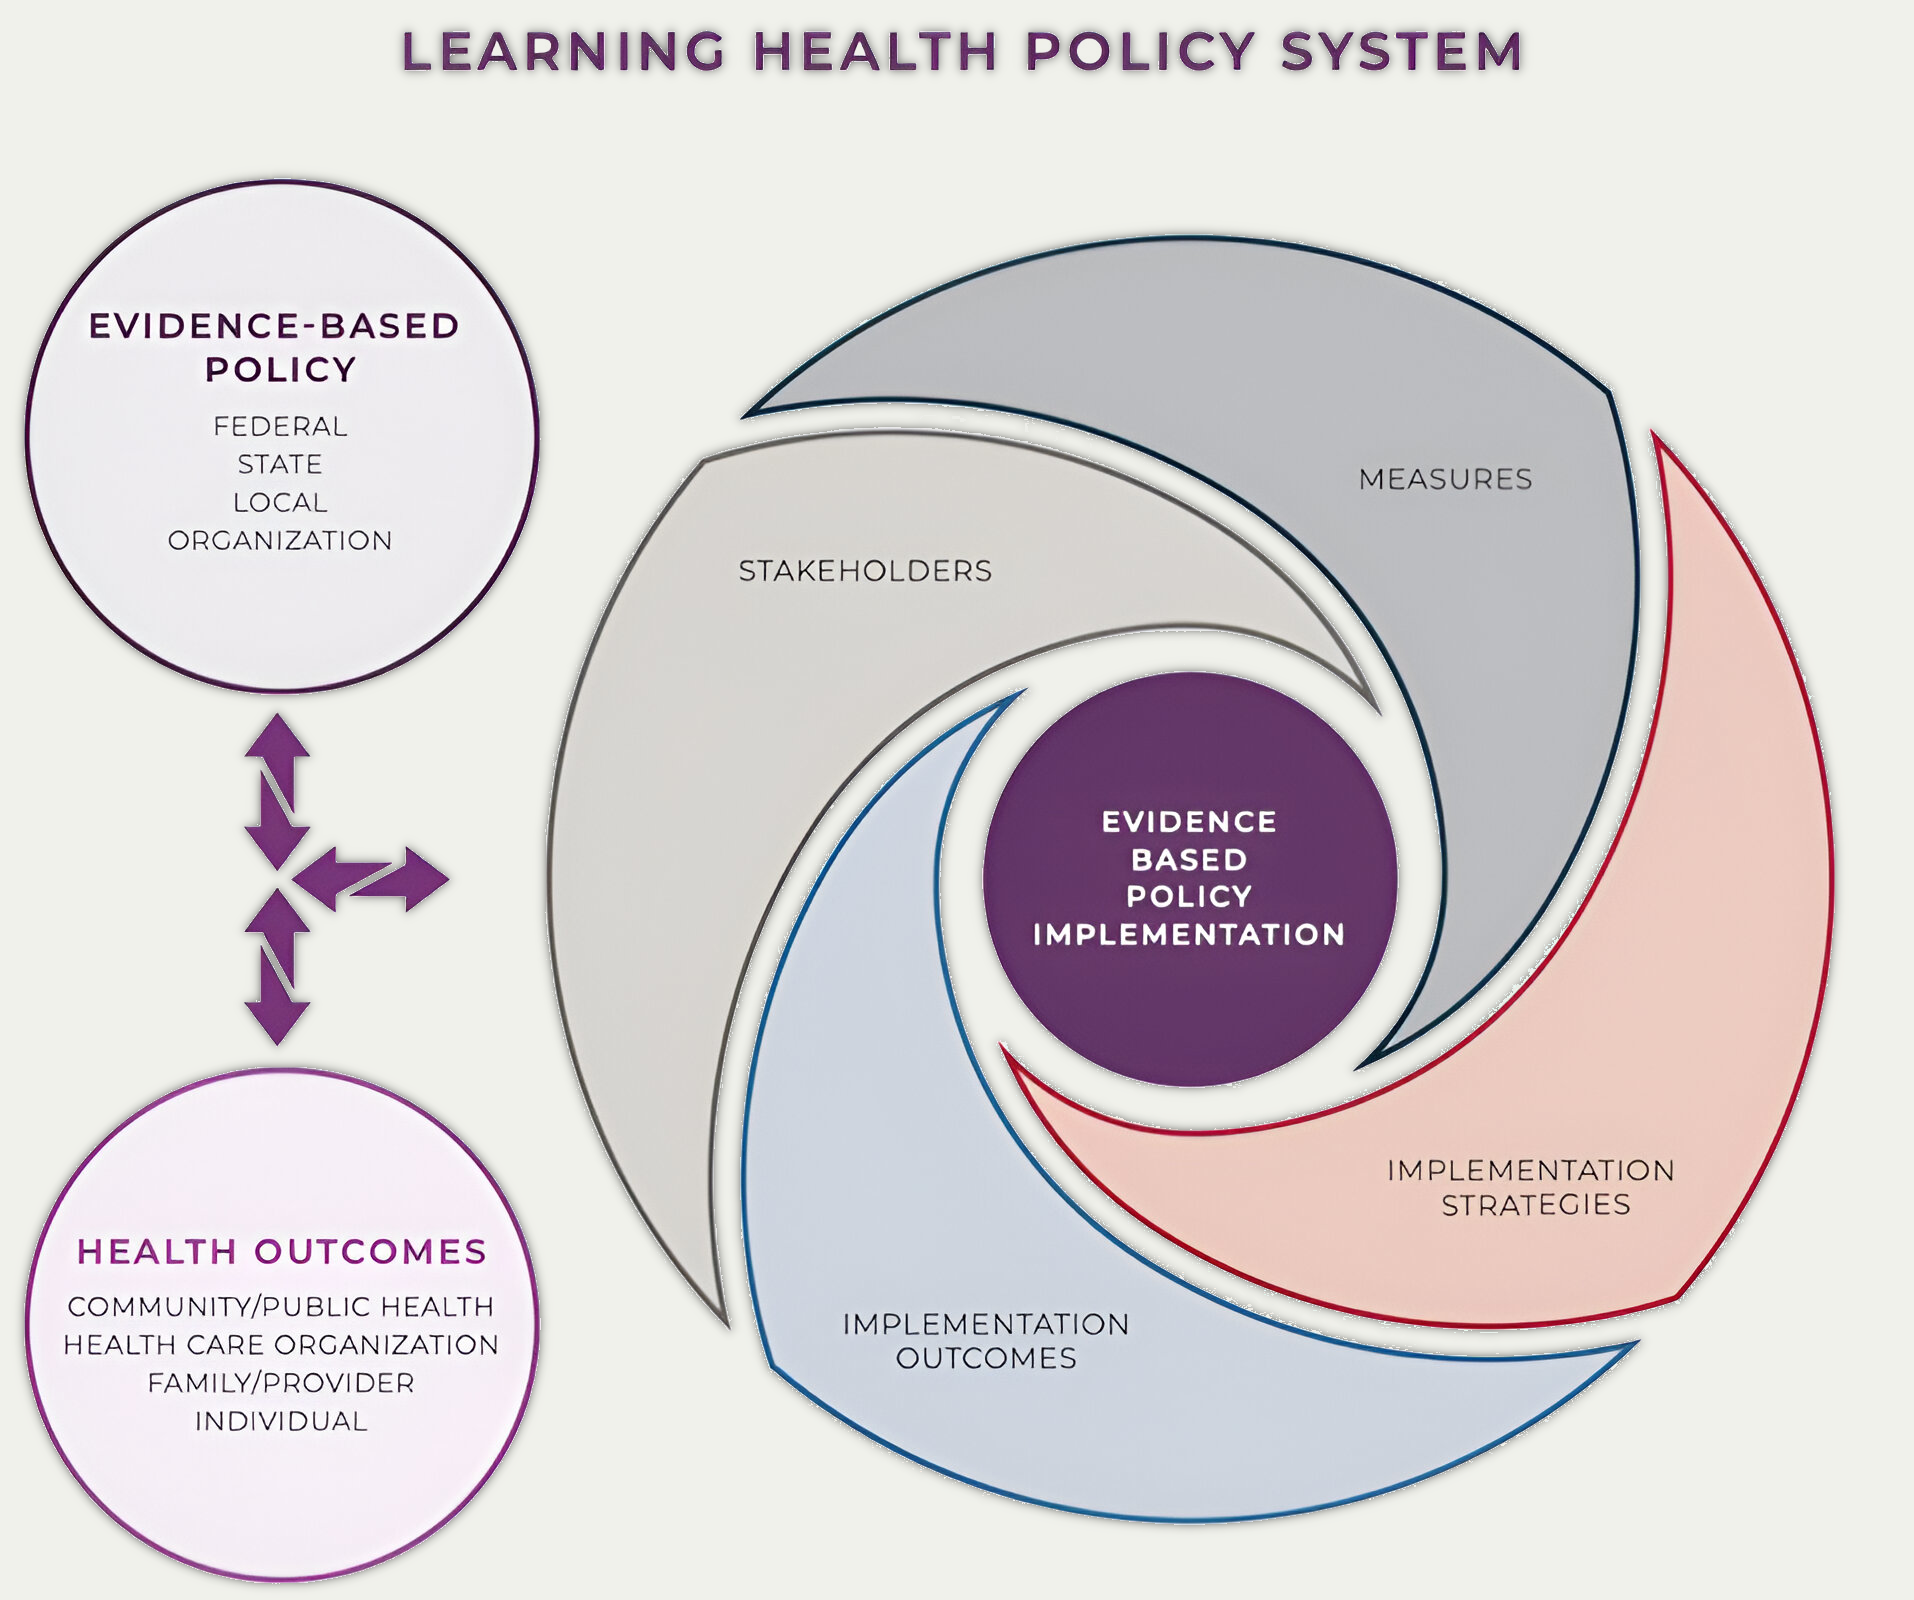 LEARNING HEALTH POLICY SYSTEM
EVIDENCE-BASED
POLICY
FEDERAL
STATE
LOCAL
ORGANIZATION
HEALTH OUTCOMES
COMMUNITY/PUBLIC HEALTH
HEALTH CARE ORGANIZATION
FAMILY/PROVIDER
INDIVIDUAL
STAKEHOLDERS
MEASURES
EVIDENCE
BASED
POLICY
IMPLEMENTATION
IMPLEMENTATION
STRATEGIES
IMPLEMENTATION
OUTCOMES